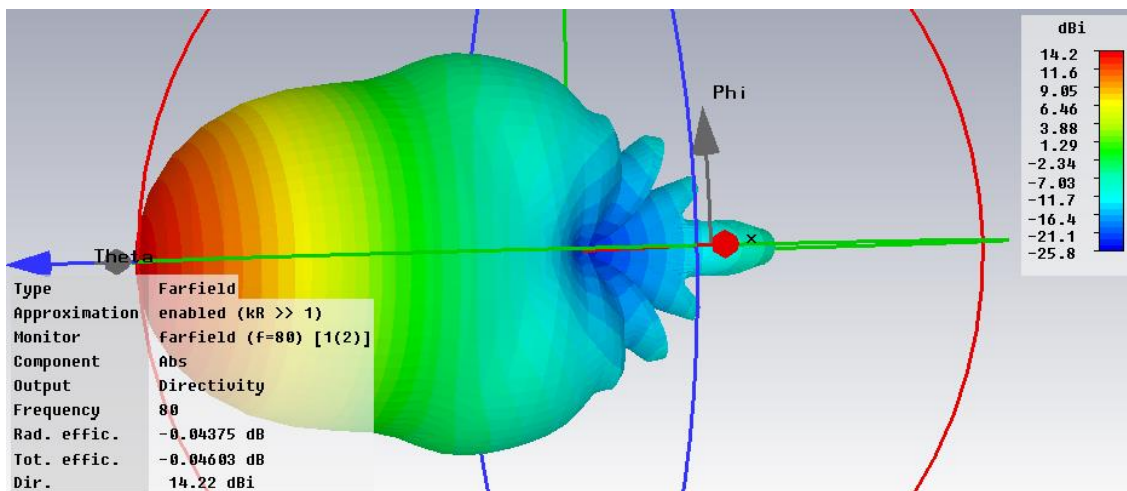 dBi
14.2
11.6
9.05
6.46
3.88
1.29
-2.34
-7.03
-11.7
-16.4
-21.1
-25.8
Phi
x
Theta
Type Farfield
Approximation enabled (kR >> 1)
Monitor farfield (f=80) [1(2)]
Component Abs
Output Directivity
Frequency 80
Rad. effic. -0.04375 dB
Tot. effic. -0.04603 dB
Dir. 14.22 dBi